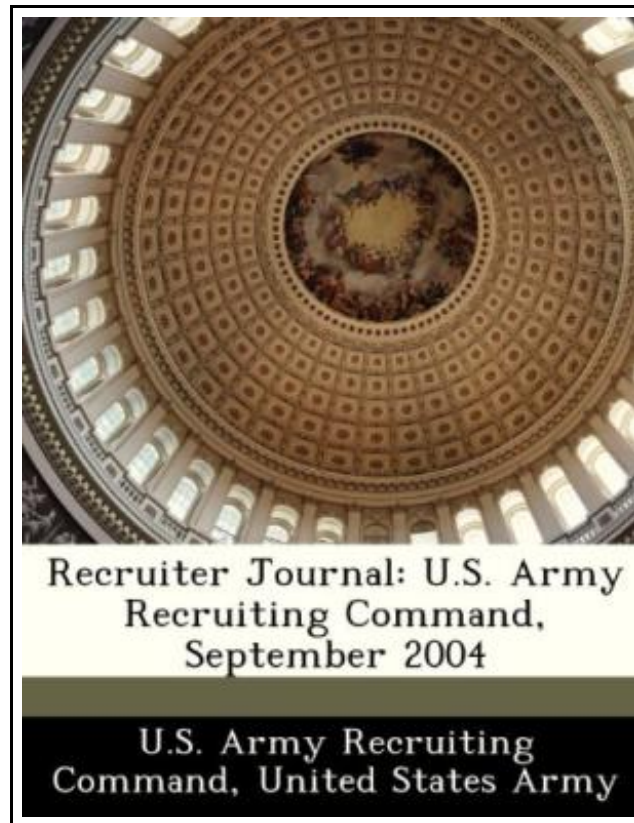 Recruiter Journal: U.S. Army
Recruiting Command,
September 2004
U.S. Army Recruiting
Command, United States Army